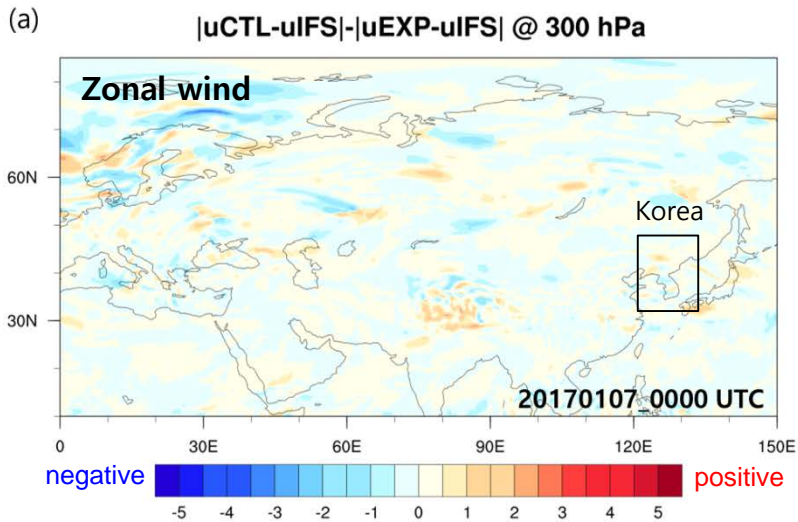 (a)
|uCTL-uIFS|-|uEXP-uIFS| @ 300 hPa
Zonal wind
60N
Korea
30N
20170107_0000 UTC
0 30E 60E 90E 120E 150E
negative positive
-5 -4 -3 -2 -1 0 1 2 3 4 5